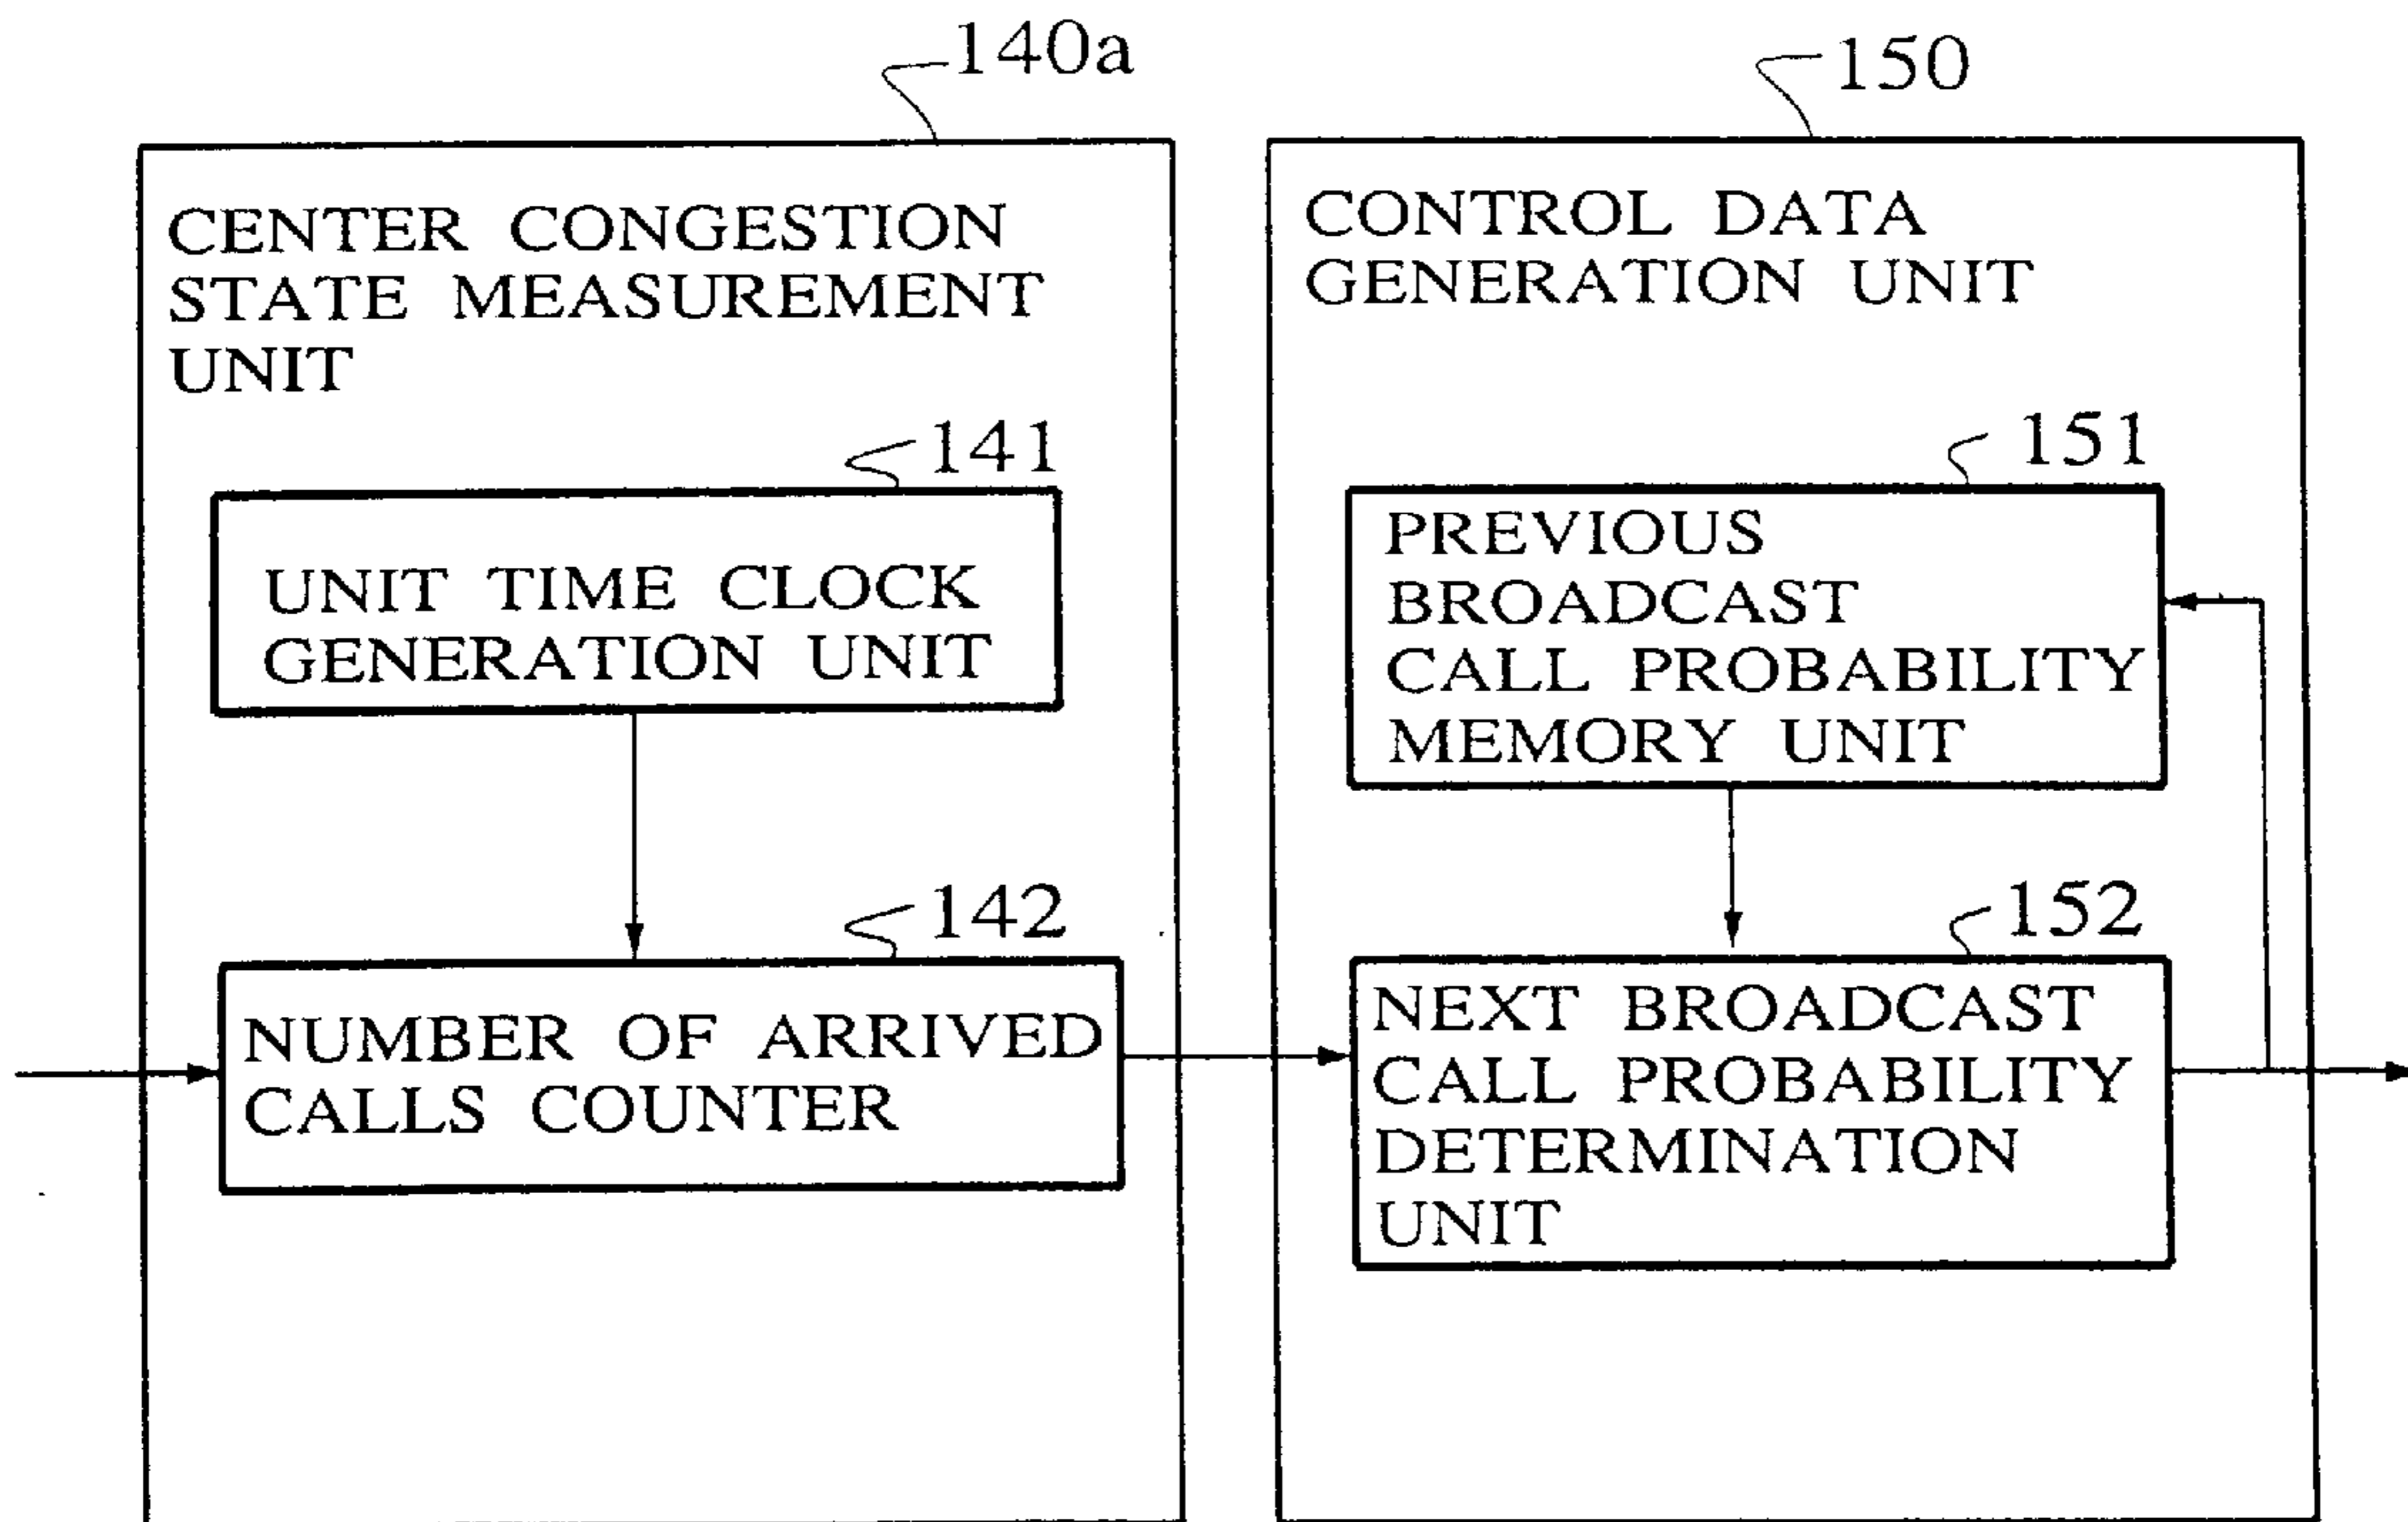 140a
CENTER CONGESTION
STATE MEASUREMENT
UNIT
141
UNIT TIME CLOCK
GENERATION UNIT
142
NUMBER OF ARRIVED
CALLS COUNTER
150
CONTROL DATA
GENERATION UNIT
151
PREVIOUS
BROADCAST
CALL PROBABILITY
MEMORY UNIT
152
NEXT BROADCAST
CALL PROBABILITY
DETERMINATION
UNIT